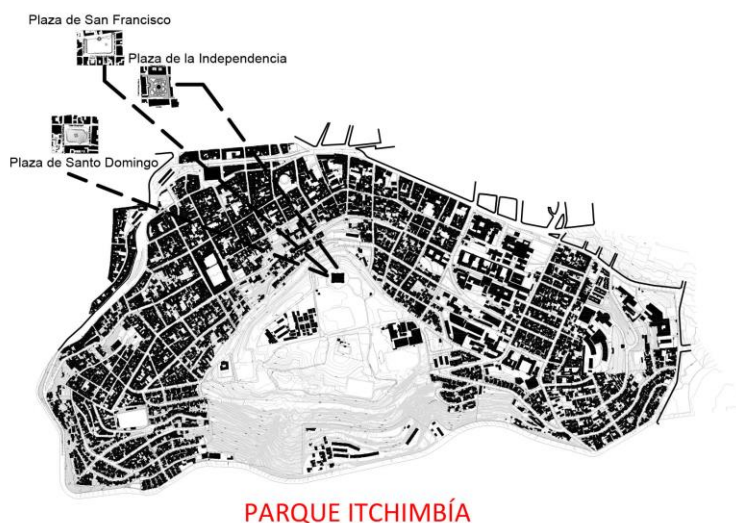 Plaza de San Francisco
Plaza de la Independencia
Plaza de Santo Domingo
PARQUE ITCHIMBÍA